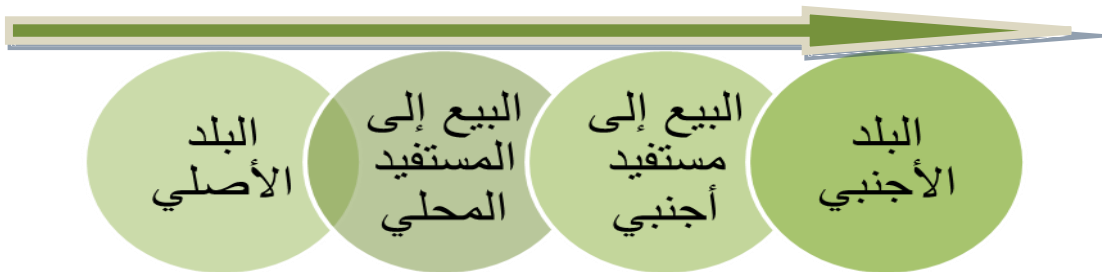 البلد
الأصلي
البيع إلى
المستفيد
المحلي
البيع إلى
مستفيد
أجنبي
البلد
الأجنبي